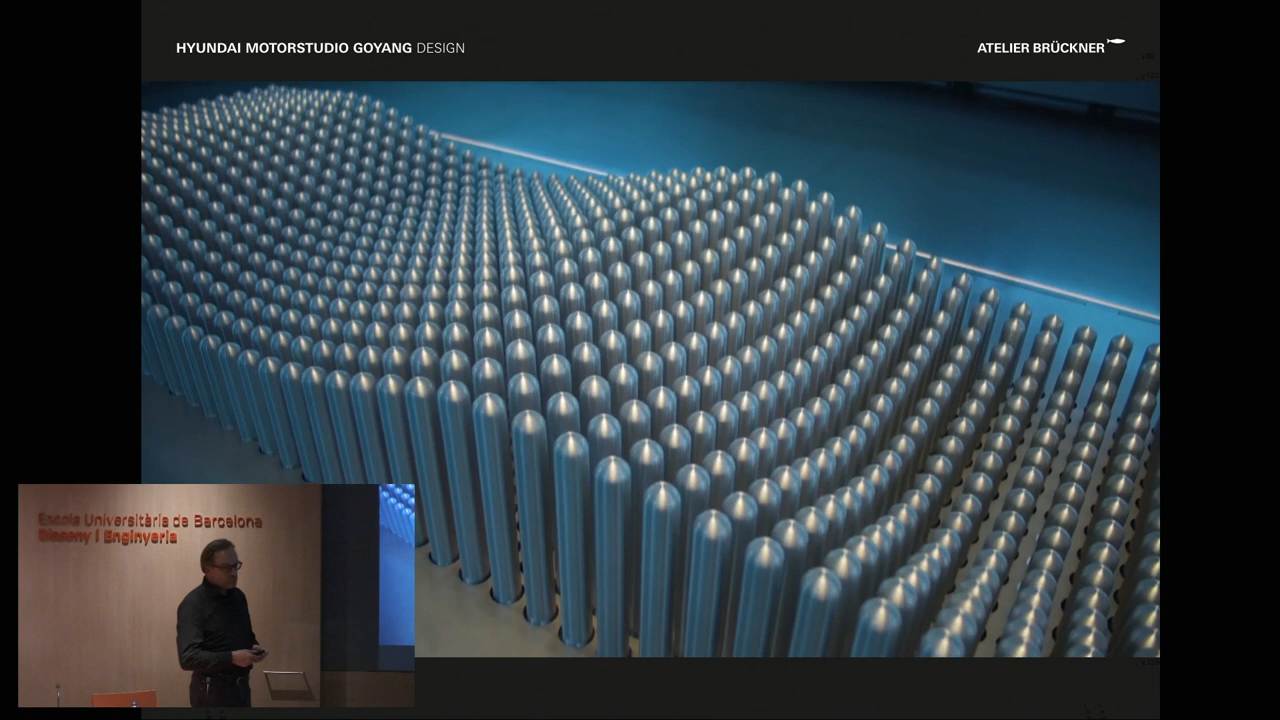 HYUNDAI MOTORSTUDIO GOYANG DESIGN
ATELIER BRÜCKNER
Escola Universitària de Barcelona
Disseny i Enginyeria